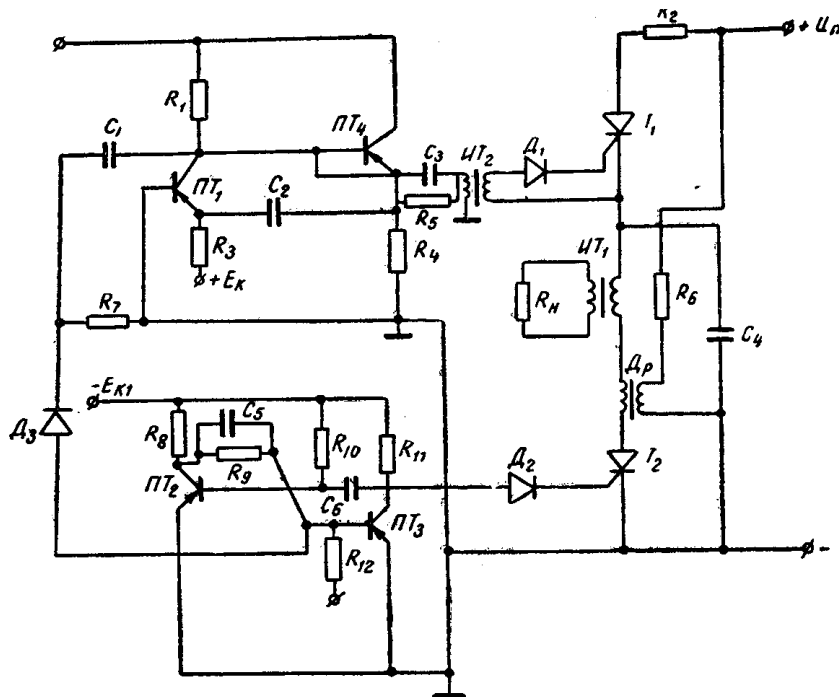 R₂
+ Uп
R₁
C₁
ПТ₄
C₃
ИТ₂
Д₁
T₁
ПТ₁
C₂
R₅
R₃
+Eк
R₄
ИТ₁
Rн
R₆
C₄
R₇
Др
-Eк1
Д₃
R₈
C₅
R₉
R₁₀
R₁₁
Д₂
T₂
ПТ₂
C₆
ПТ₃
R₁₂
-